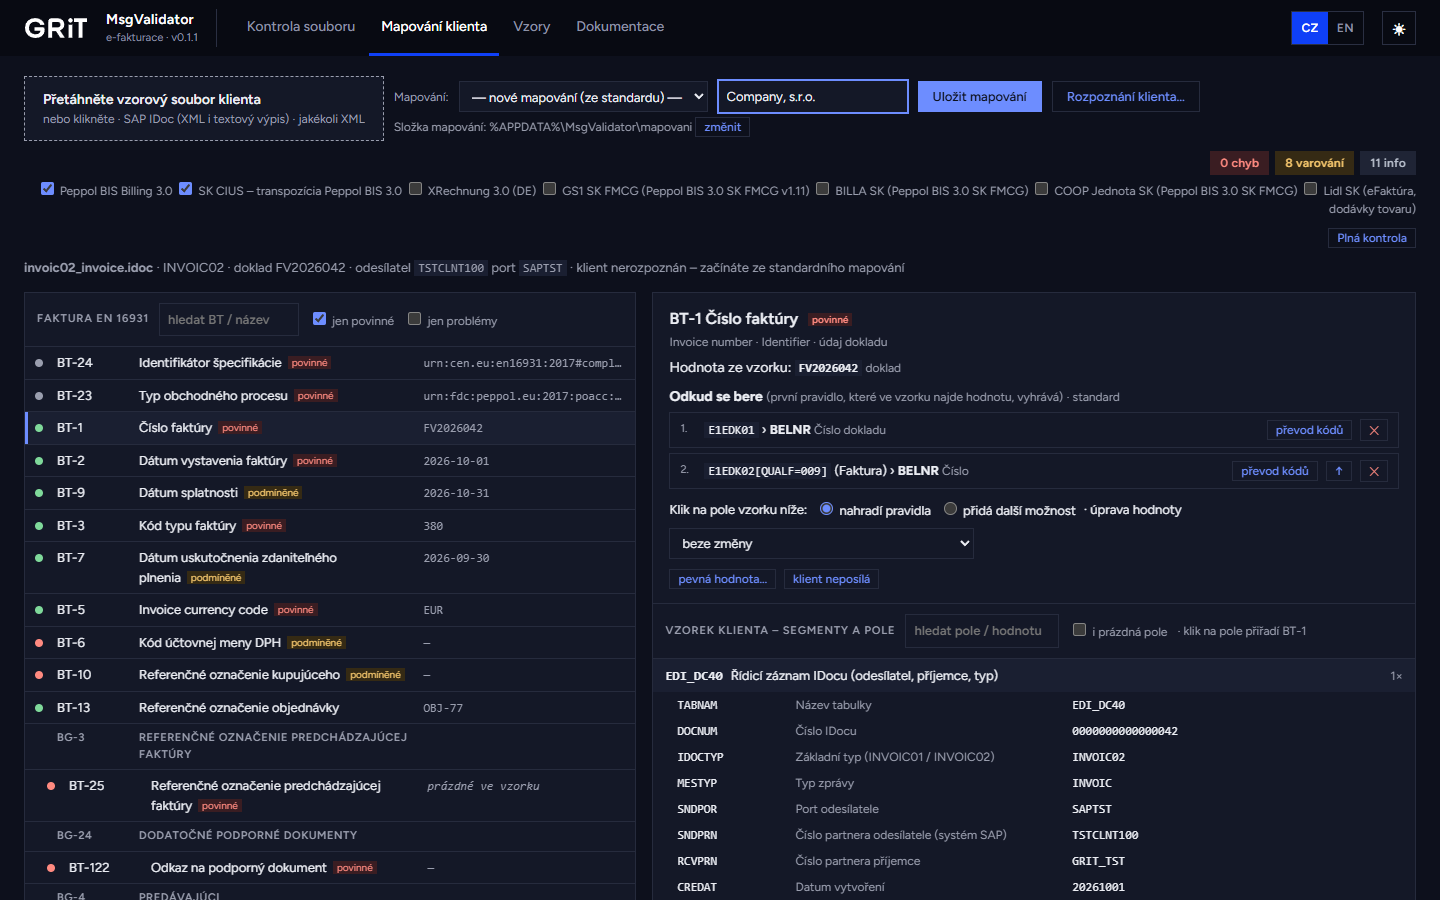 GRiT
MsgValidator
e-fakturace · v0.1.1
Kontrola souboru
Mapování klienta
Vzory
Dokumentace
CZ
EN
Přetáhněte vzorový soubor klienta
nebo klikněte · SAP IDoc (XML i textový výpis) · jakékoli XML
Mapování:
— nové mapování (ze standardu) —
Company, s.r.o.
Uložit mapování
Rozpoznání klienta...
Složka mapování: %APPDATA%\MsgValidator\mapovani
změnit
0 chyb
8 varování
11 info
Peppol BIS Billing 3.0
SK CIUS – transpozícia Peppol BIS 3.0
XRechnung 3.0 (DE)
GS1 SK FMCG (Peppol BIS 3.0 SK FMCG v1.11)
BILLA SK (Peppol BIS 3.0 SK FMCG)
COOP Jednota SK (Peppol BIS 3.0 SK FMCG)
Lidl SK (eFaktúra,
dodávky tovaru)
Plná kontrola
invoic02_invoice.idoc · INVOIC02 · doklad FV2026042 · odesílatel TSTCLNT100 port SAPTST · klient nerozpoznán – začínáte ze standardního mapování
FAKTURA EN 16931
hledat BT / název
jen povinné
jen problémy
BT-24 Identifikátor špecifikácie povinné urn:cen.eu:en16931:2017#compl…
BT-23 Typ obchodného procesu povinné urn:fdc:peppol.eu:2017:poacc:…
BT-1 Číslo faktúry povinné FV2026042
BT-2 Dátum vystavenia faktúry povinné 2026-10-01
BT-9 Dátum splatnosti podmíněné 2026-10-31
BT-3 Kód typu faktúry povinné 380
BT-7 Dátum uskutočnenia zdaniteľného 2026-09-30
plnenia podmíněné
BT-5 Invoice currency code povinné EUR
BT-6 Kód účtovnej meny DPH podmíněné —
BT-10 Referenčné označenie kupujúceho podmíněné —
BT-13 Referenčné označenie objednávky OBJ-77
BG-3 REFERENČNÉ OZNAČENIE PREDCHÁDZAJÚCEJ
FAKTÚRY
BT-25 Referenčné označenie predchádzajúcej prázdné ve vzorku
faktúry povinné
BG-24 DODATOČNÉ PODPORNÉ DOKUMENTY
BT-122 Odkaz na podporný dokument povinné —
BG-4 PREDÁVAJÚCI
BT-1 Číslo faktúry povinné
Invoice number · Identifier · údaj dokladu
Hodnota ze vzorku: FV2026042 doklad
Odkud se bere (první pravidlo, které ve vzorku najde hodnotu, vyhrává) · standard
1. E1EDK01 › BELNR Číslo dokladu
převod kódů
2. E1EDK02[QUALF=009] (Faktura) › BELNR Číslo
převod kódů ↑
Klik na pole vzorku níže:
nahradí pravidla
přidá další možnost
· úprava hodnoty
beze změny
pevná hodnota...
klient neposílá
VZOREK KLIENTA – SEGMENTY A POLE
hledat pole / hodnotu
i prázdná pole
· klik na pole přiřadí BT-1
EDI_DC40 Řídicí záznam IDocu (odesílatel, příjemce, typ) 1×
TABNAM Název tabulky EDI_DC40
DOCNUM Číslo IDocu 0000000000000042
IDOCTYP Základní typ (INVOIC01 / INVOIC02) INVOIC02
MESTYP Typ zprávy INVOIC
SNDPOR Port odesílatele SAPTST
SNDPRN Číslo partnera odesílatele (systém SAP) TSTCLNT100
RCVPRN Číslo partnera příjemce GRIT_TST
CREDAT Datum vytvoření 20261001